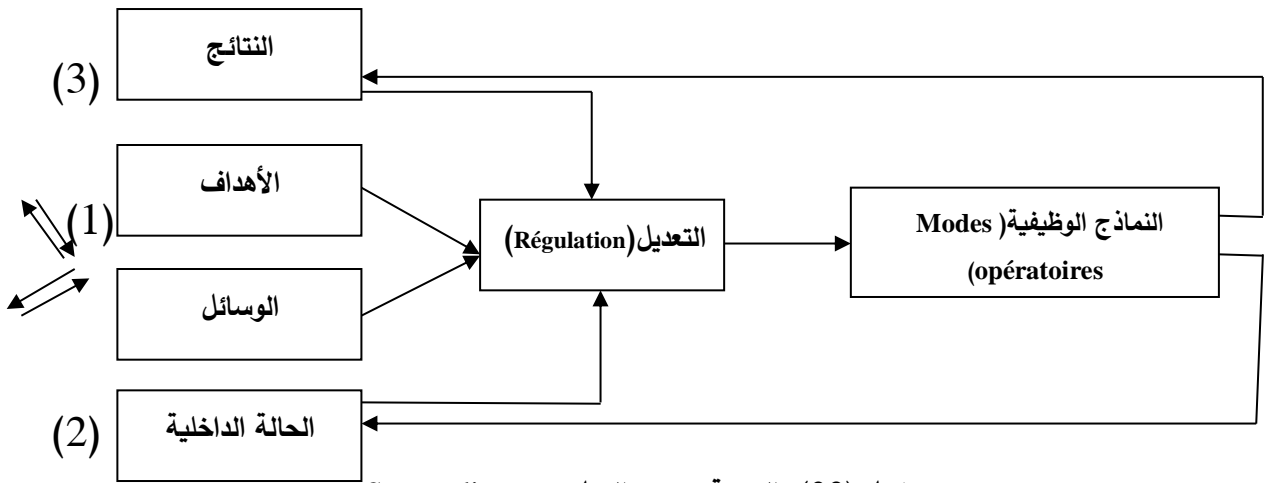 النتائج
(3)
الأهداف
(1)
التعديل(Régulation)
النماذج الوظيفية( Modes
opératoires)
الوسائل
الحالة الداخلية
(2)